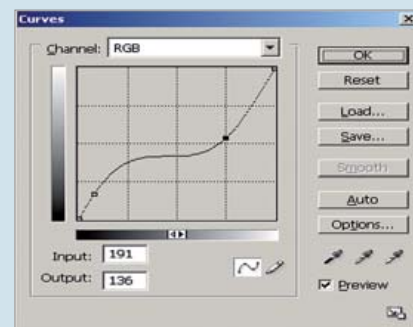 Curves
Channel: RGB
OK
Reset
Load...
Save...
Smooth
Auto
Options...
Input: 191
Output: 136
Preview